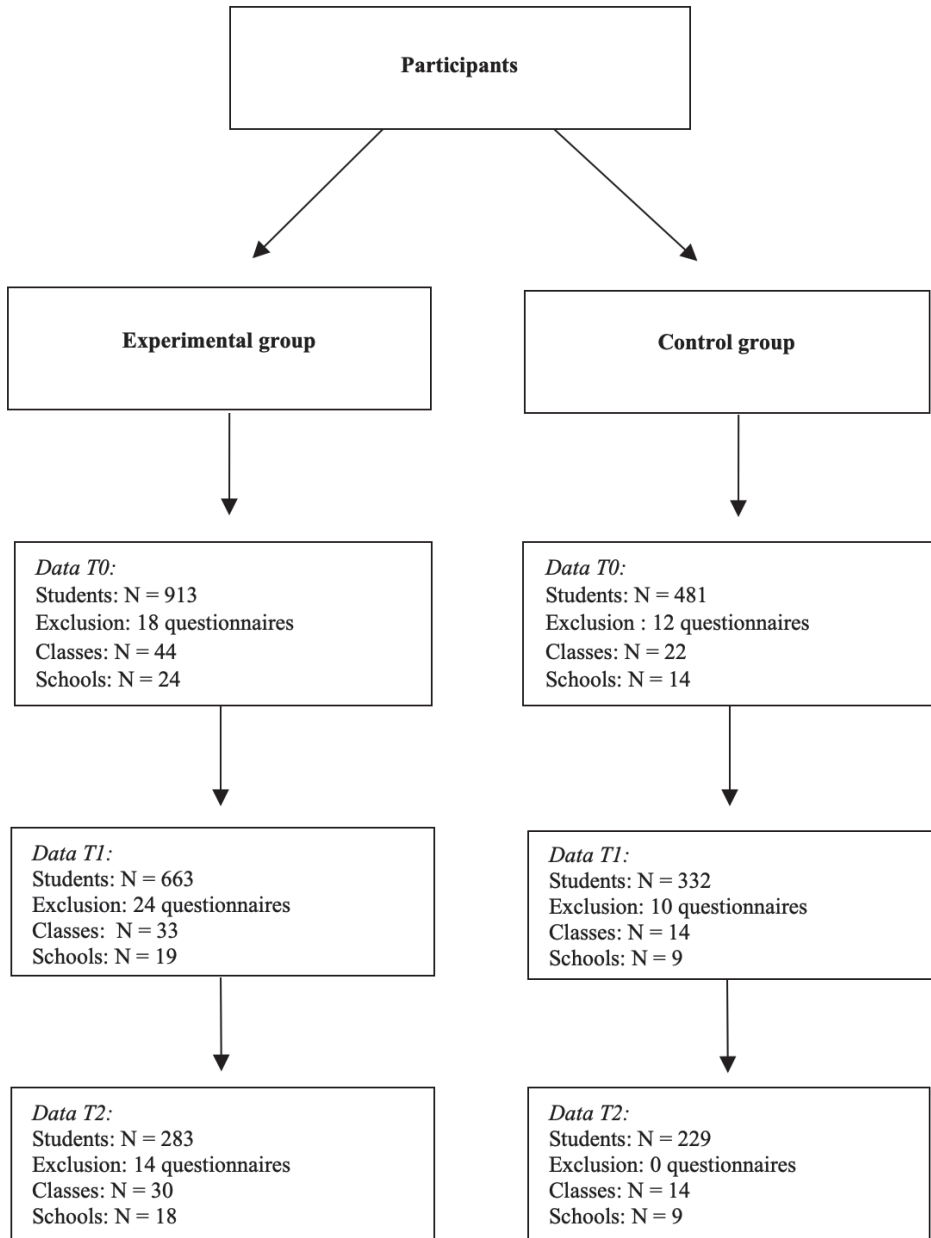 Participants
Experimental group
Control group
Data T0:
Students: N = 913
Exclusion: 18 questionnaires
Classes: N = 44
Schools: N = 24
Data T0:
Students: N = 481
Exclusion : 12 questionnaires
Classes: N = 22
Schools: N = 14
Data T1:
Students: N = 663
Exclusion: 24 questionnaires
Classes:  N = 33
Schools: N = 19
Data T1:
Students: N = 332
Exclusion: 10 questionnaires
Classes: N = 14
Schools: N = 9
Data T2:
Students: N = 283
Exclusion: 14 questionnaires
Classes: N = 30
Schools: N = 18
Data T2:
Students: N = 229
Exclusion: 0 questionnaires
Classes: N = 14
Schools: N = 9